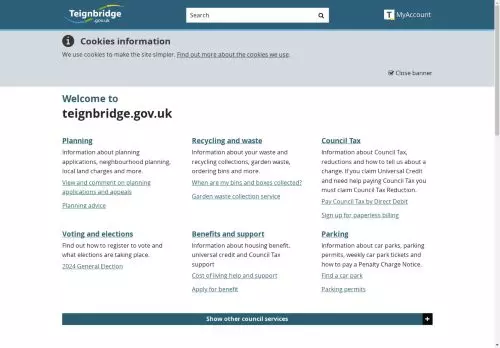 Teignbridge
.gov.uk
Search
T MyAccount
Cookies information
We use cookies to make the site simpler. Find out more about the cookies we use.
Close banner
Welcome to
teignbridge.gov.uk
Planning
Information about planning
applications, neighbourhood planning,
local land charges and more.
View and comment on planning
applications and appeals
Planning advice
Recycling and waste
Information about your waste and
recycling collections, garden waste,
ordering bins and more.
When are my bins and boxes collected?
Garden waste collection service
Council Tax
Information about Council Tax,
reductions and how to tell us about a
change. If you claim Universal Credit
and need help paying Council Tax you
must claim Council Tax Reduction.
Pay Council Tax by Direct Debit
Sign up for paperless billing
Voting and elections
Find out how to register to vote and
what elections are taking place.
2024 General Election
Benefits and support
Information about housing benefit,
universal credit and Council Tax
support
Cost of living help and support
Apply for benefit
Parking
Information about car parks, parking
permits, weekly car park tickets and
how to pay a Penalty Charge Notice.
Find a car park
Parking permits
Show other council services
+